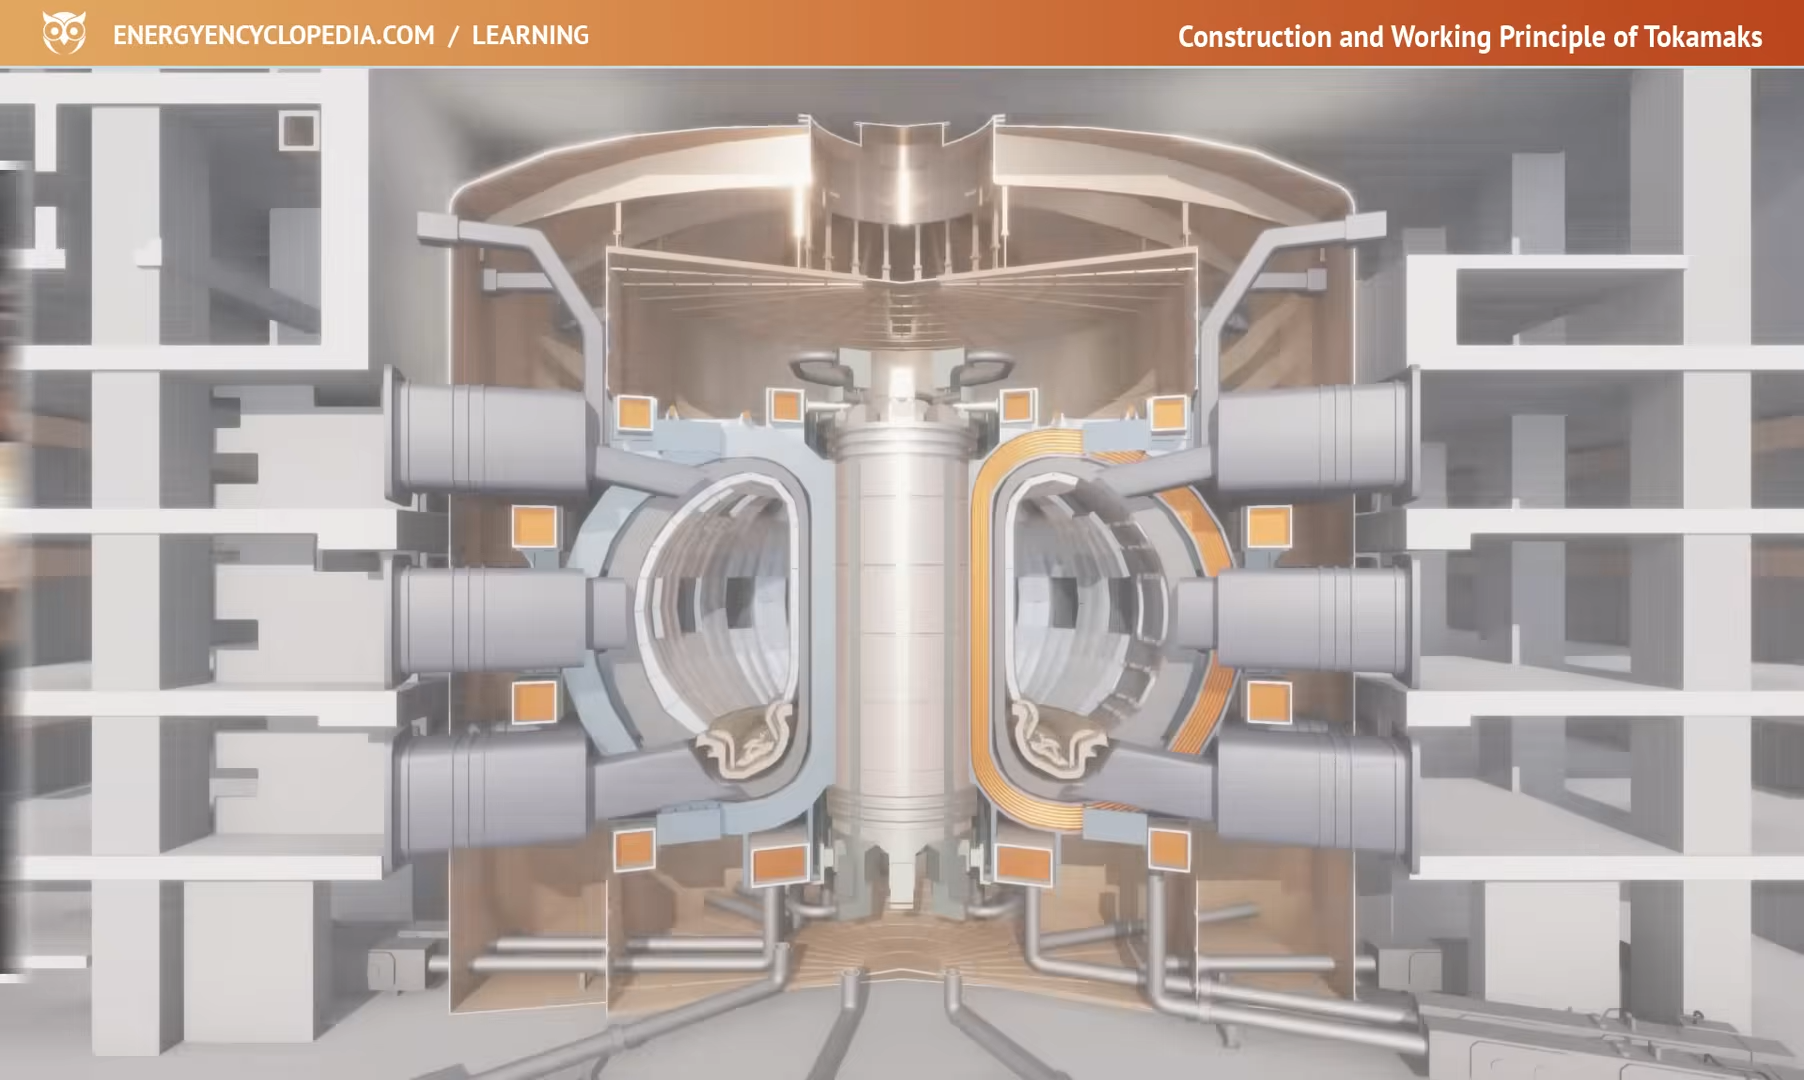 ENERGYENCYCLOPEDIA.COM / LEARNING
Construction and Working Principle of Tokamaks